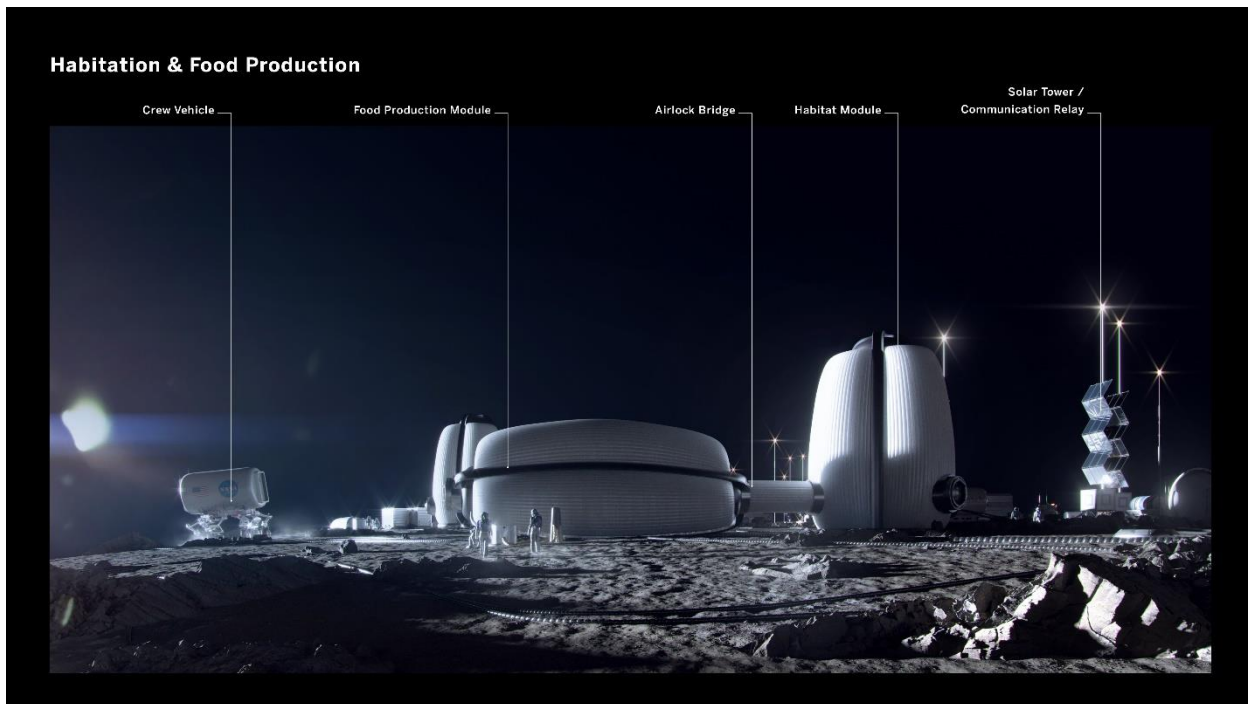 Habitation & Food Production
Crew Vehicle
Food Production Module
Airlock Bridge
Habitat Module
Solar Tower /
Communication Relay